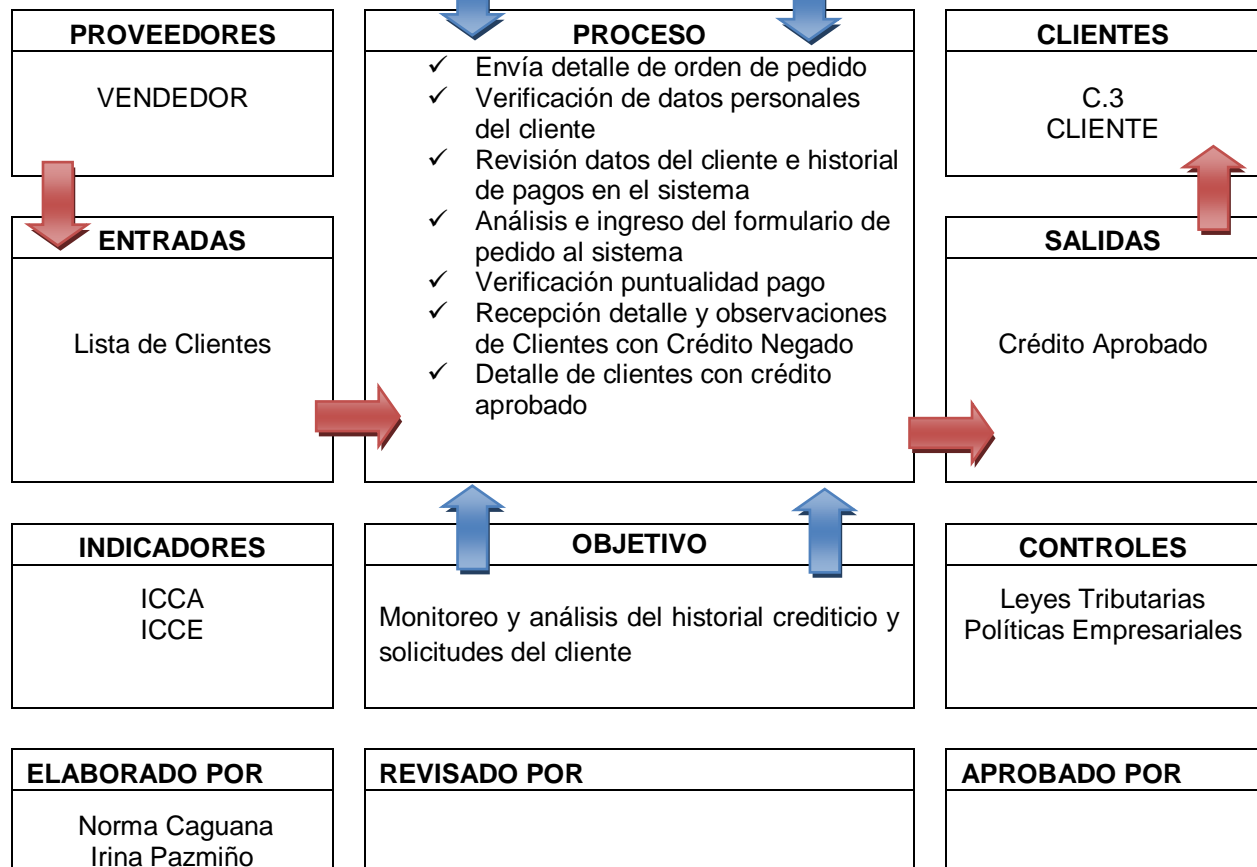 PROVEEDORES
VENDEDOR
PROCESO
✓ Envía detalle de orden de pedido
✓ Verificación de datos personales
del cliente
✓ Revisión datos del cliente e historial
de pagos en el sistema
✓ Análisis e ingreso del formulario de
pedido al sistema
✓ Verificación puntualidad pago
✓ Recepción detalle y observaciones
de Clientes con Crédito Negado
✓ Detalle de clientes con crédito
aprobado
CLIENTES
C.3
CLIENTE
ENTRADAS
Lista de Clientes
SALIDAS
Crédito Aprobado
INDICADORES
ICCA
ICCE
OBJETIVO
Monitoreo y análisis del historial crediticio y
solicitudes del cliente
CONTROLES
Leyes Tributarias
Políticas Empresariales
ELABORADO POR
Norma Caguana
Irina Pazmiño
REVISADO POR
APROBADO POR